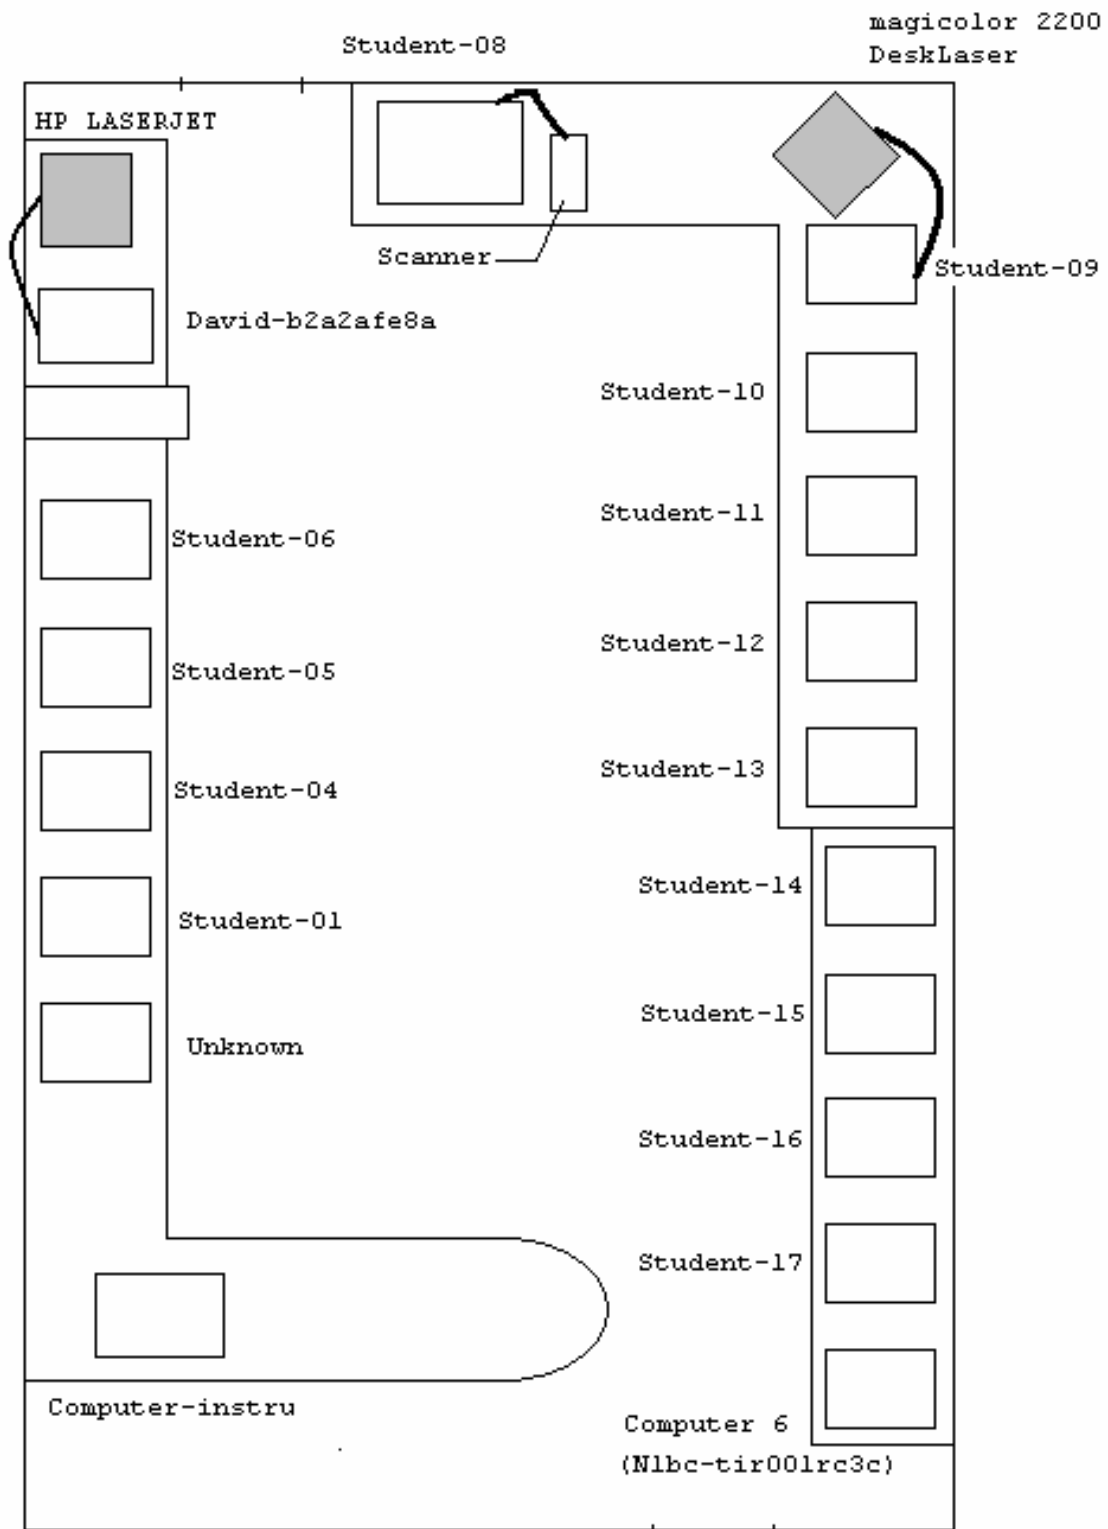 Student-08
magicolor 2200
DeskLaser
HP LASERJET
Scanner
Student-09
David-b2a2afe8a
Student-10
Student-11
Student-06
Student-12
Student-05
Student-13
Student-04
Student-14
Student-01
Student-15
Unknown
Student-16
Student-17
Computer-instru
Computer 6
(Nlbc-tir001rc3c)